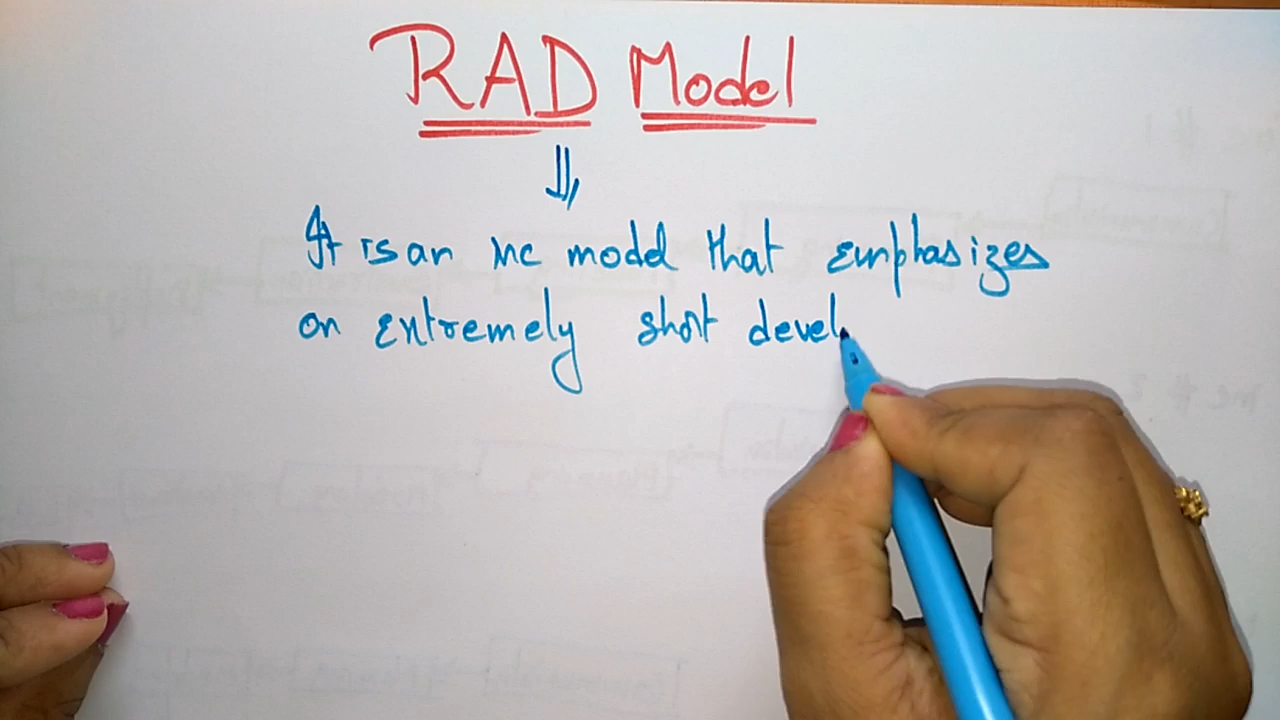 RAD Model
It is an inc model that emphasizes
on extremely short devel